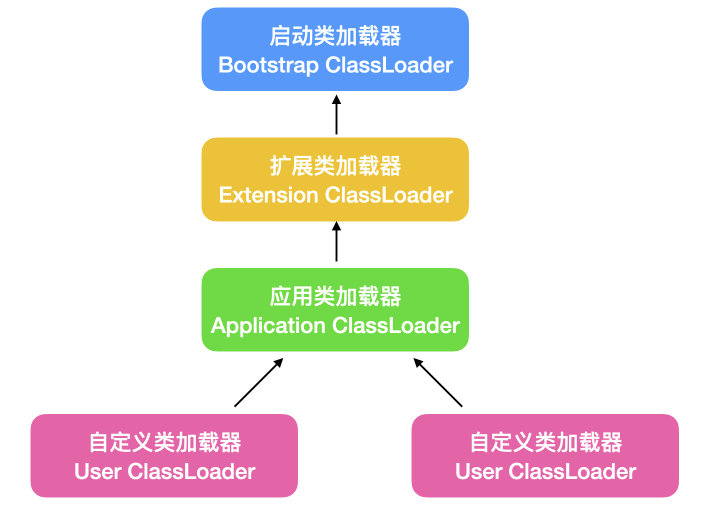 启动类加载器
Bootstrap ClassLoader
扩展类加载器
Extension ClassLoader
应用类加载器
Application ClassLoader
自定义类加载器
User ClassLoader
自定义类加载器
User ClassLoader